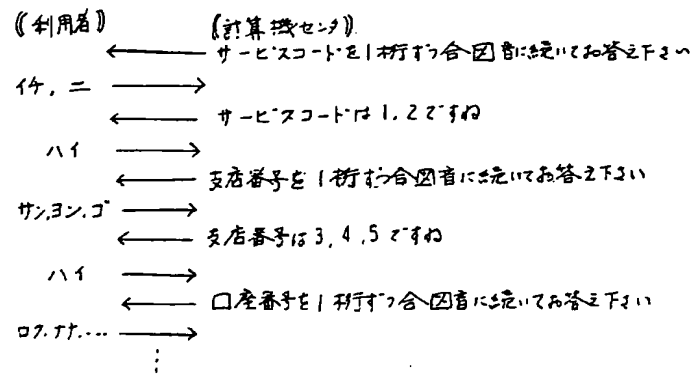 《利用者》 《計算機センタ》
← サービスコードを1桁ずつ合図音に続いてお答え下さい
イチ, ニ →
← サービスコードは1, 2ですね
ハイ →
← 支店番号を1桁ずつ合図音に続いてお答え下さい
サン, ヨン, ゴ →
← 支店番号は3, 4, 5ですね
ハイ →
← 口座番号を1桁ずつ合図音に続いてお答え下さい
ロク, ナナ, ... →
⋮